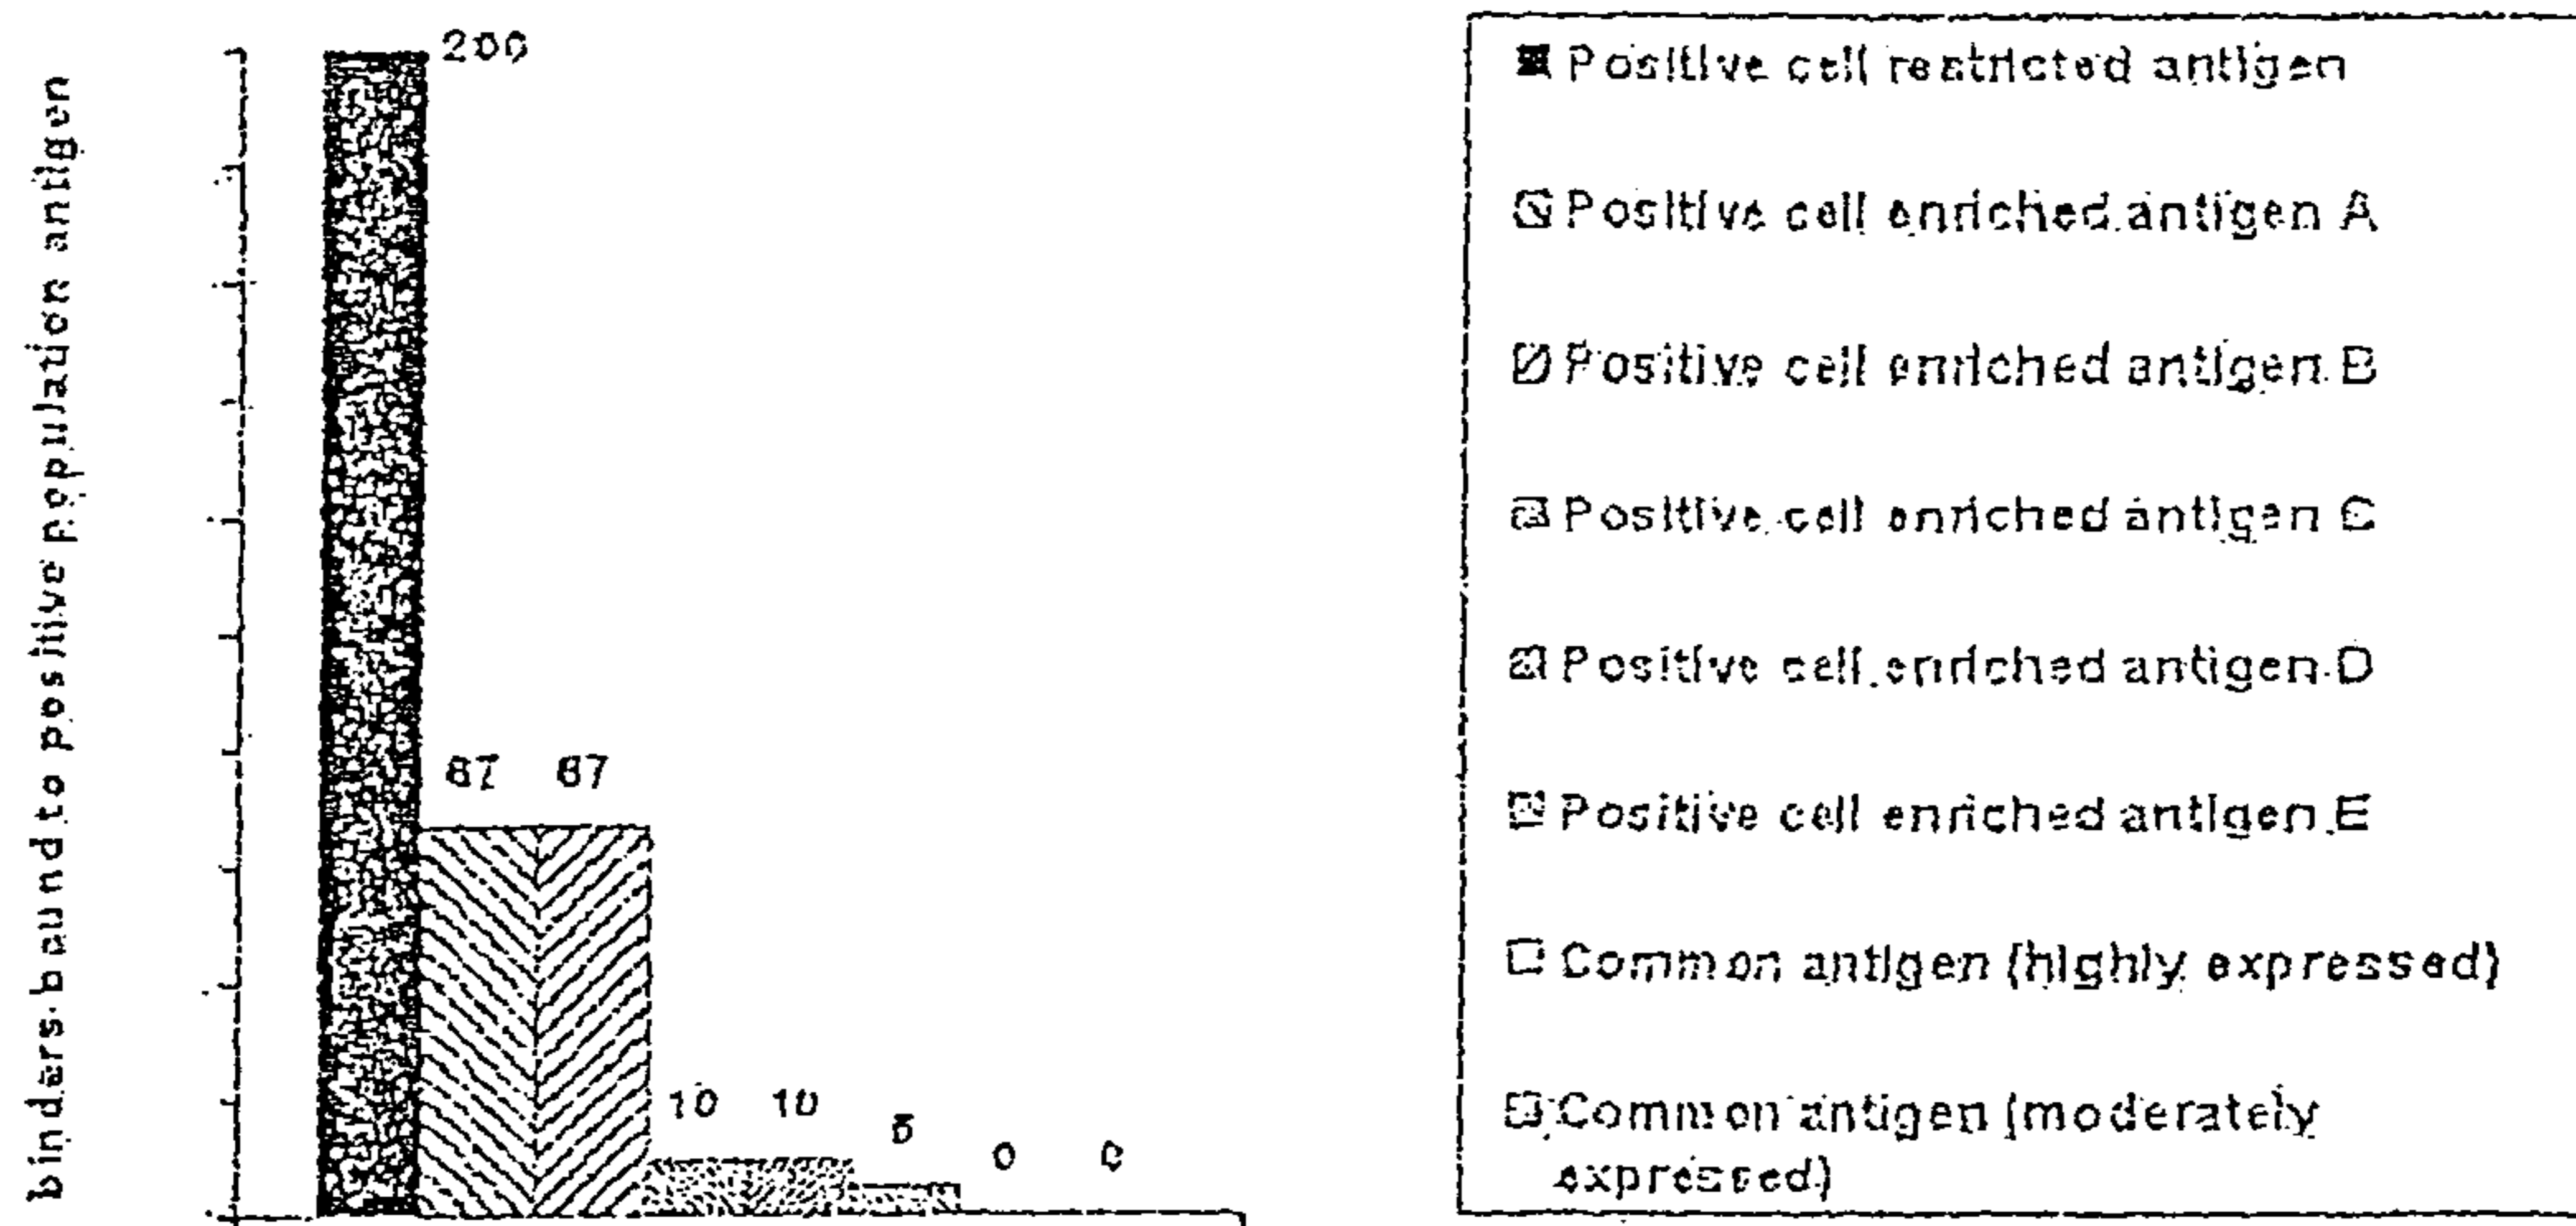 binders bound to positive population antigen
200
67 67
10 10
5
0 0
Positive cell restricted antigen
Positive cell enriched antigen A
Positive cell enriched antigen B
Positive cell enriched antigen C
Positive cell enriched antigen D
Positive cell enriched antigen E
Common antigen (highly expressed)
Common antigen (moderately
expressed)